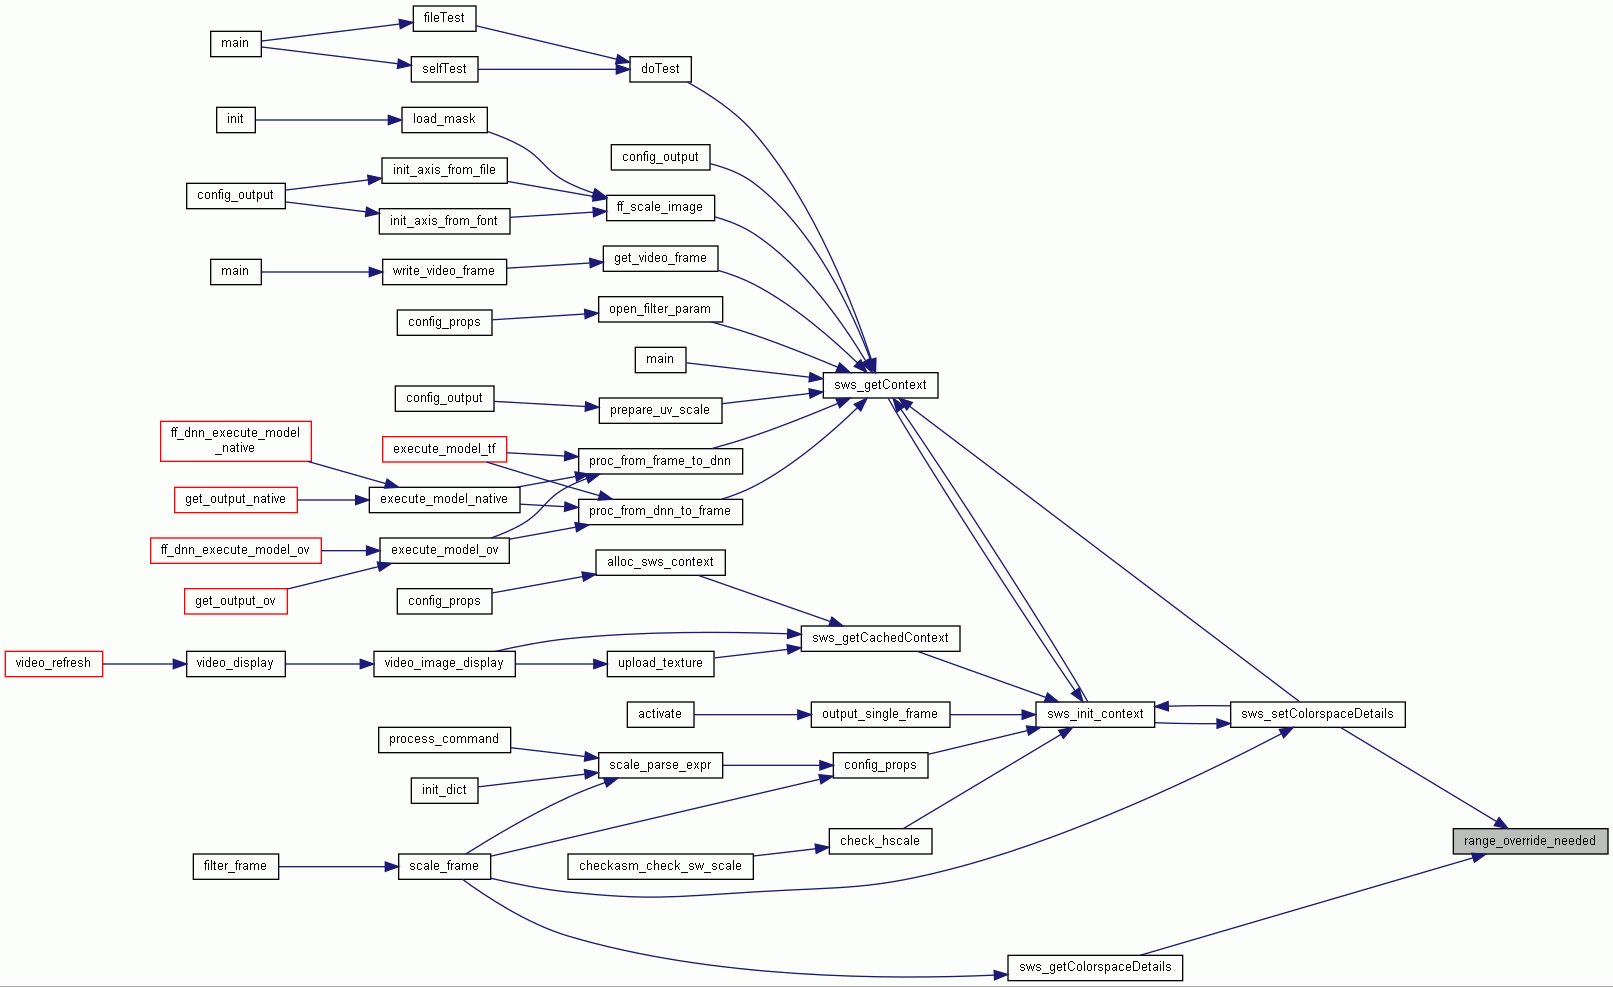 fileTest
main
selfTest
doTest
init
load_mask
config_output
init_axis_from_file
config_output
ff_scale_image
init_axis_from_font
get_video_frame
main
write_video_frame
open_filter_param
config_props
main
sws_getContext
config_output
prepare_uv_scale
ff_dnn_execute_model
_native
execute_model_tf
proc_from_frame_to_dnn
get_output_native
execute_model_native
proc_from_dnn_to_frame
ff_dnn_execute_model_ov
execute_model_ov
alloc_sws_context
get_output_ov
config_props
sws_getCachedContext
video_refresh
video_display
video_image_display
upload_texture
activate
output_single_frame
sws_init_context
sws_setColorspaceDetails
process_command
scale_parse_expr
config_props
init_dict
check_hscale
range_override_needed
filter_frame
scale_frame
checkasm_check_sw_scale
sws_getColorspaceDetails